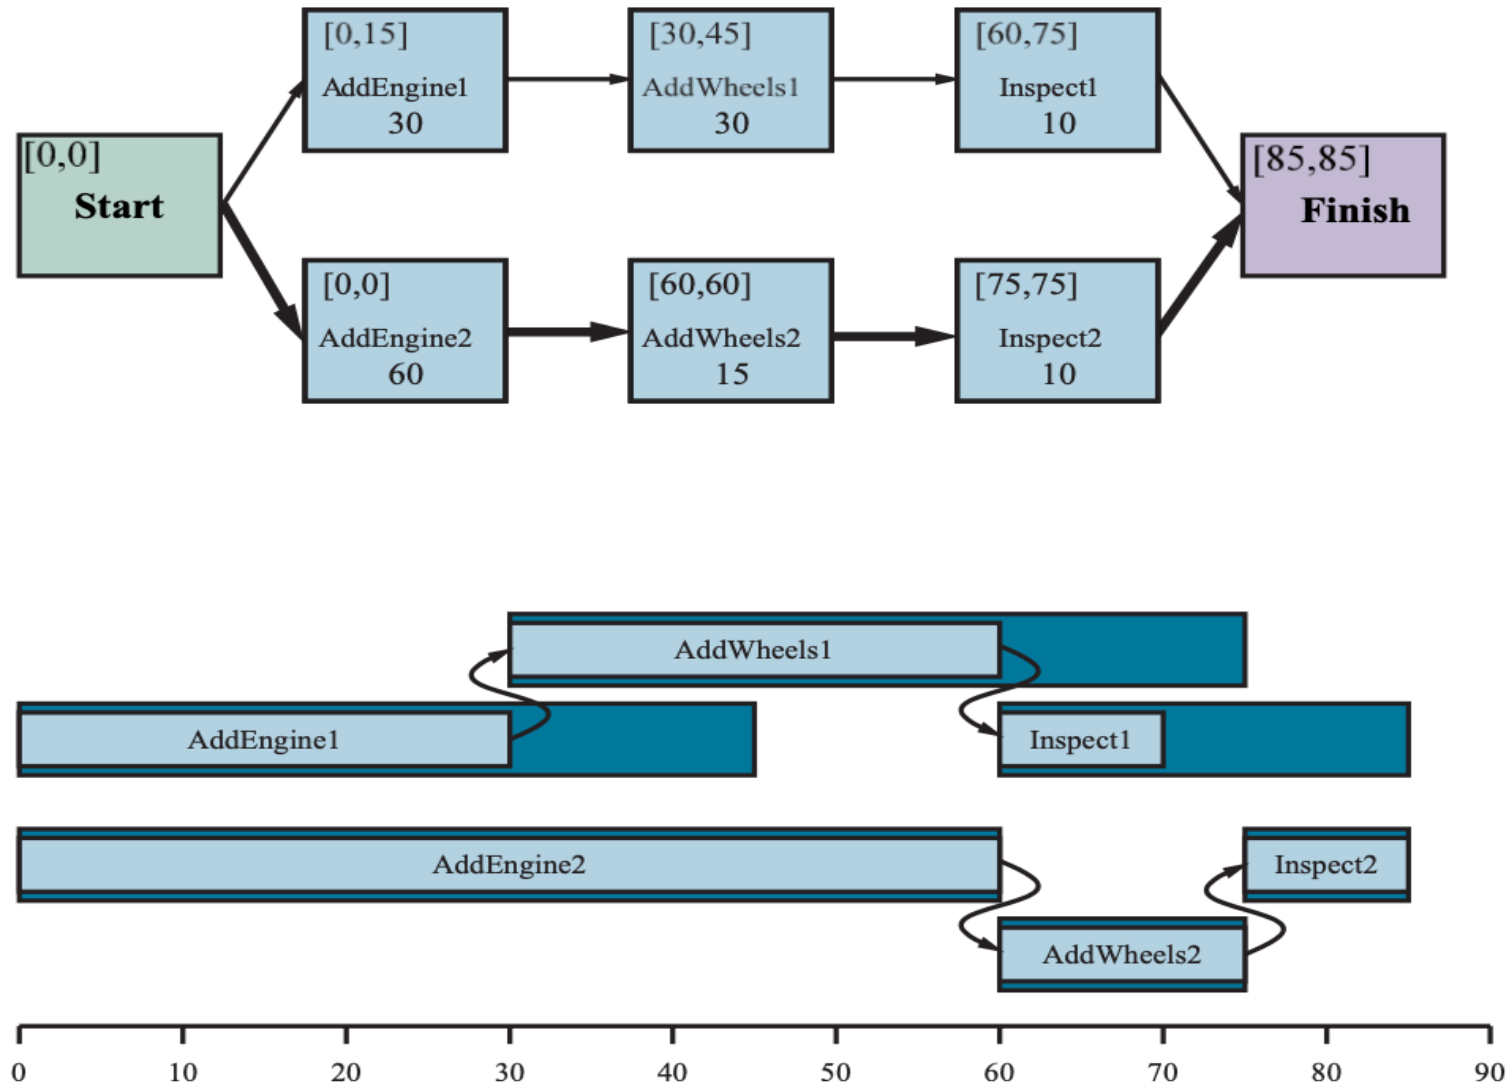 [0,15]
AddEngine1
30
[30,45]
AddWheels1
30
[60,75]
Inspect1
10
[0,0]
Start
[85,85]
Finish
[0,0]
AddEngine2
60
[60,60]
AddWheels2
15
[75,75]
Inspect2
10
AddWheels1
AddEngine1
Inspect1
AddEngine2
Inspect2
AddWheels2
0 10 20 30 40 50 60 70 80 90